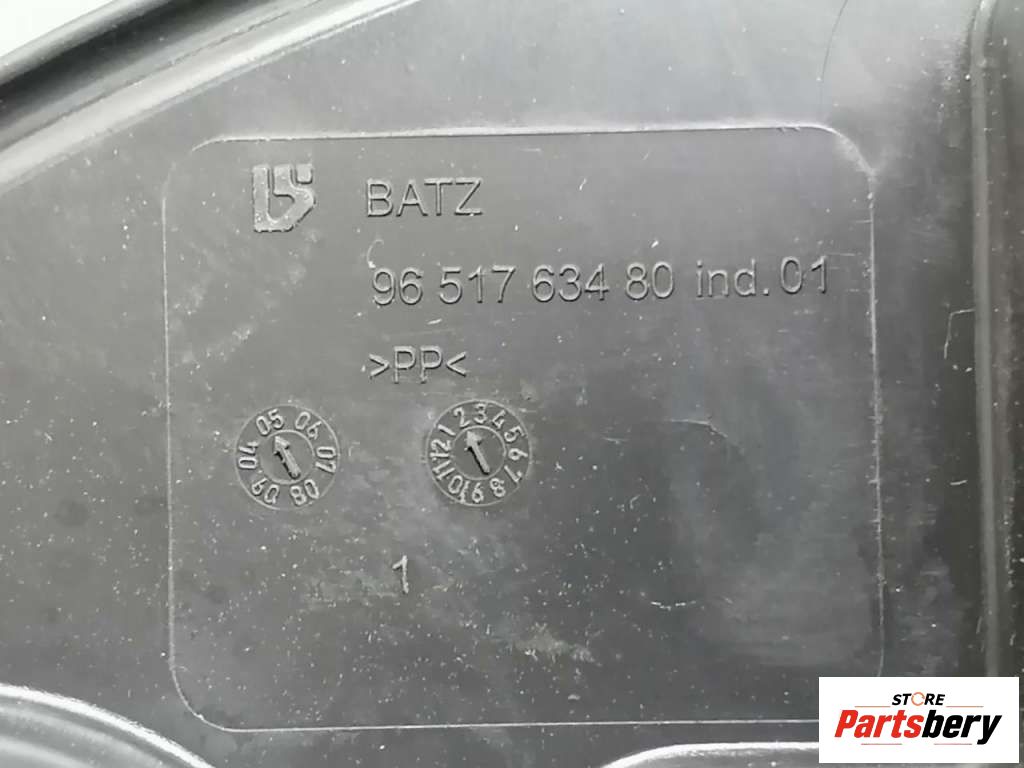 BATZ
96 517 634 80 ind. 01
>PP<
04 05 06 07 08 09
1 2 3 4 5 6 7 8 9 10 11 12
1
STORE
Partsbery